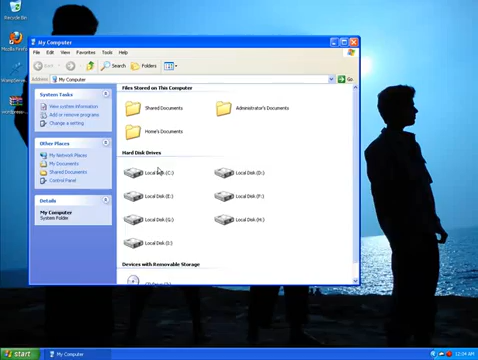 Recycle Bin
Mozilla Firefox
WampServer
My Computer
File Edit View Favorites Tools Help
Back Search Folders
Address My Computer Go
System Tasks
View system information
Add or remove programs
Change a setting
Other Places
My Network Places
My Documents
Shared Documents
Control Panel
Details
My Computer
System Folder
Files Stored on This Computer
Shared Documents Administrator's Documents
Home's Documents
Hard Disk Drives
Local Disk (C:) Local Disk (D:)
Local Disk (E:) Local Disk (F:)
Local Disk (G:) Local Disk (H:)
Local Disk (I:)
Devices with Removable Storage
start My Computer 12:04 AM